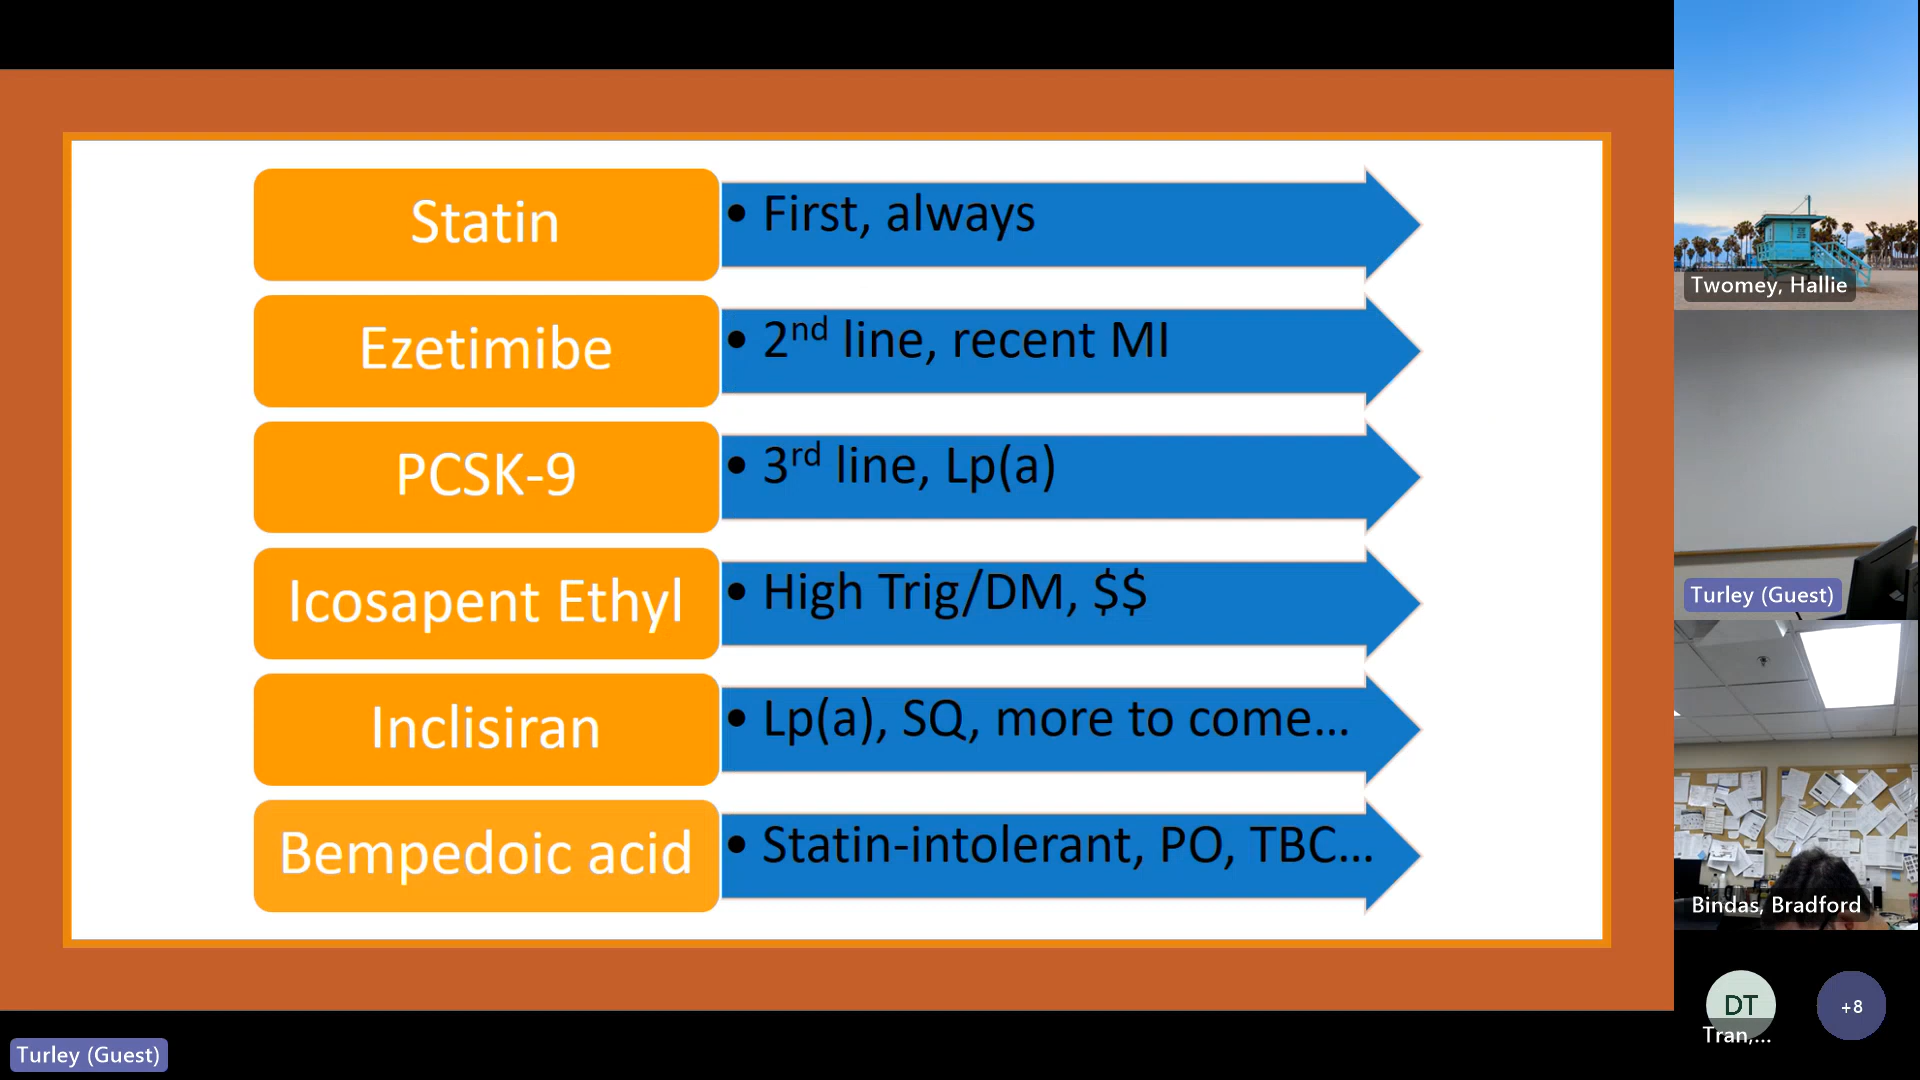 Statin
• First, always
Ezetimibe
• 2nd line, recent MI
PCSK-9
• 3rd line, Lp(a)
Icosapent Ethyl
• High Trig/DM, $$
Inclisiran
• Lp(a), SQ, more to come...
Bempedoic acid
• Statin-intolerant, PO, TBC...
Twomey, Hallie
Turley (Guest)
Bindas, Bradford
DT
Tran,...
+8
Turley (Guest)